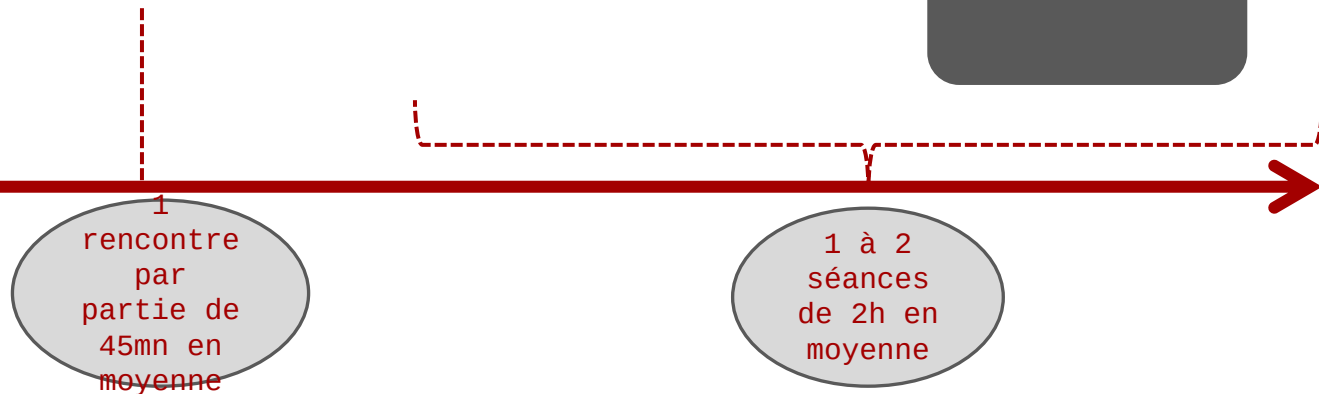 1
rencontre
par
partie de
45mn en
moyenne
1 à 2
séances
de 2h en
moyenne